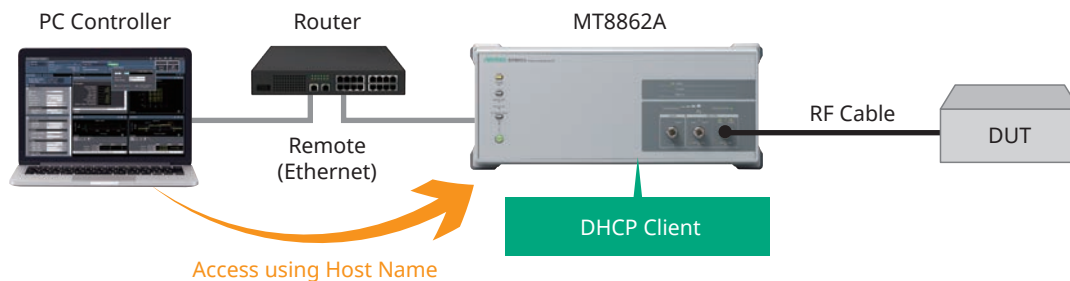 PC Controller
Router
MT8862A
Remote
(Ethernet)
RF Cable
DUT
DHCP Client
Access using Host Name